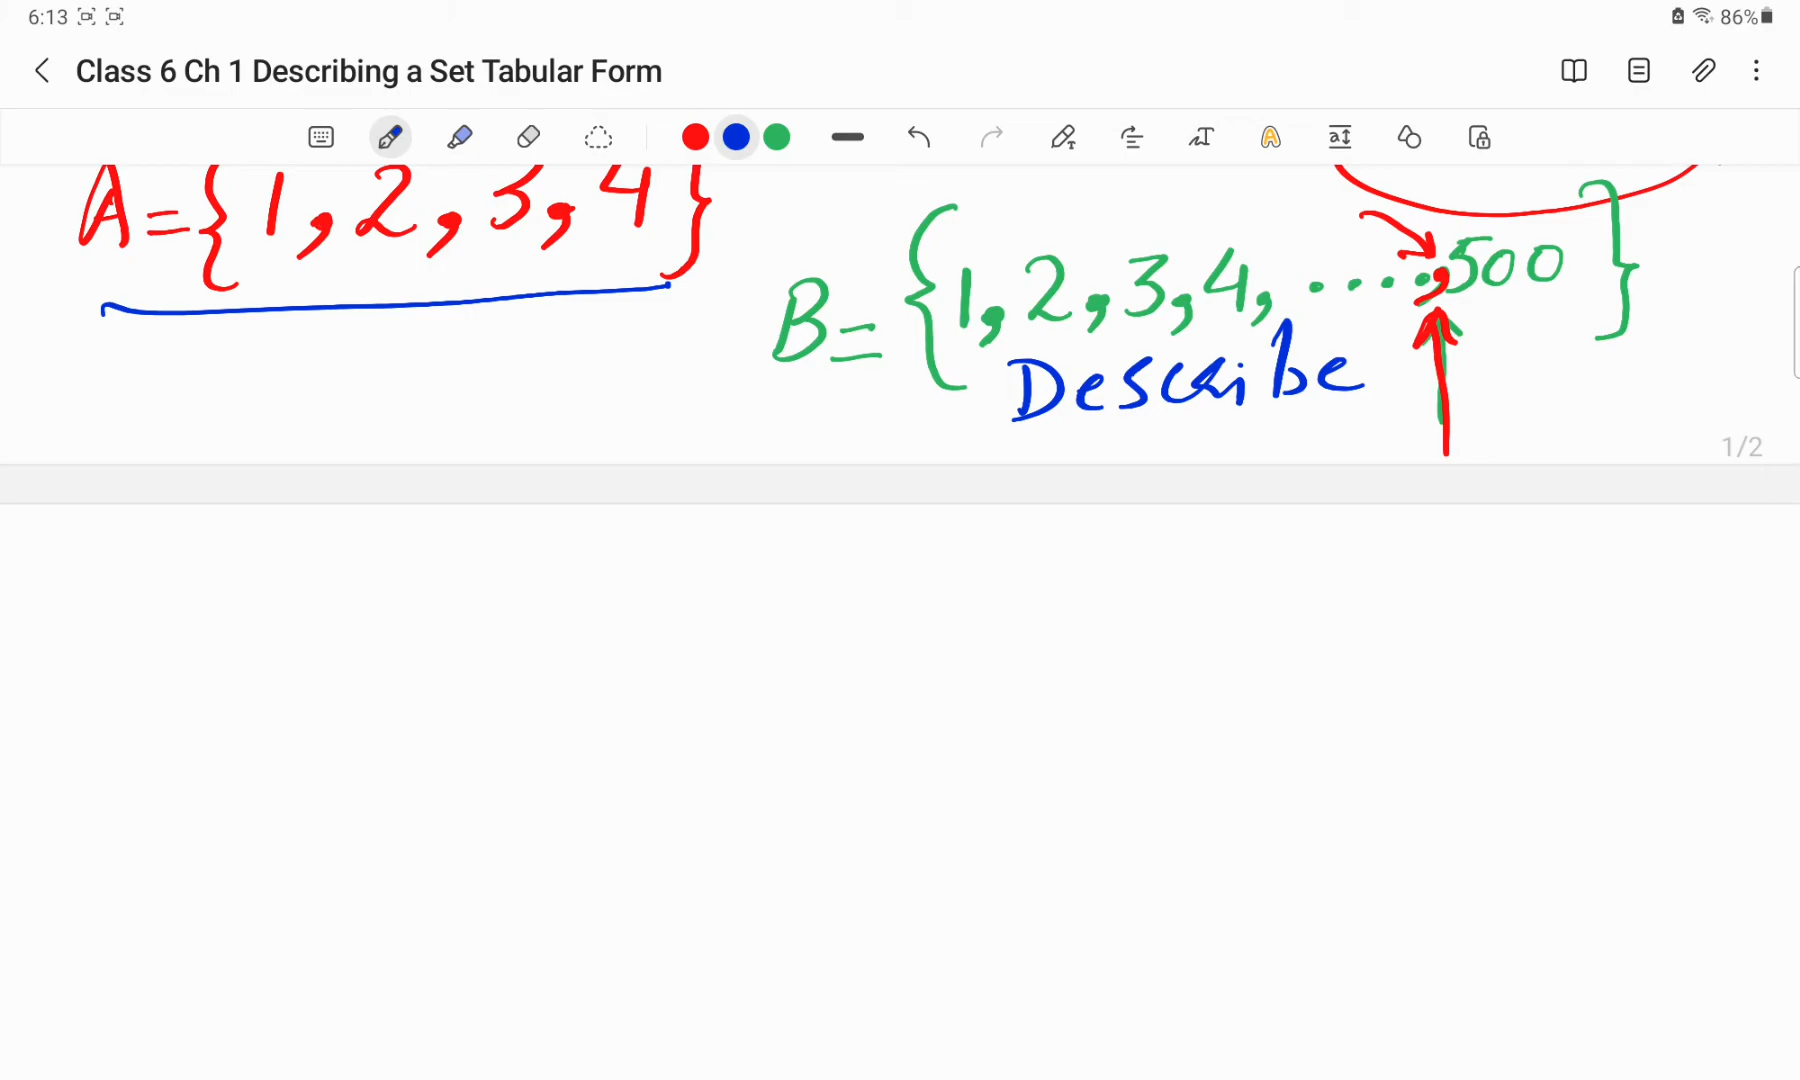 6:13 86%
Class 6 Ch 1 Describing a Set Tabular Form
A={1,2,3,4}
B={1,2,3,4,.....,500}
Describe
1/2